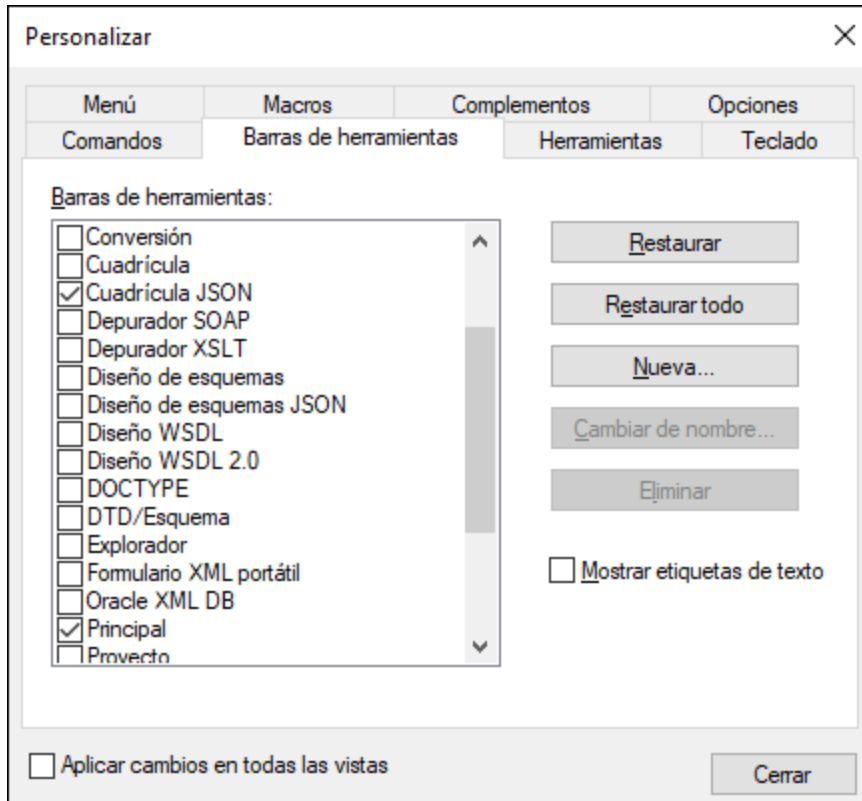 Personalizar
Menú Macros Complementos Opciones
Comandos Barras de herramientas Herramientas Teclado
Barras de herramientas:
Conversión
Cuadrícula
Cuadrícula JSON
Depurador SOAP
Depurador XSLT
Diseño de esquemas
Diseño de esquemas JSON
Diseño WSDL
Diseño WSDL 2.0
DOCTYPE
DTD/Esquema
Explorador
Formulario XML portátil
Oracle XML DB
Principal
Proyecto
Restaurar
Restaurar todo
Nueva...
Cambiar de nombre...
Eliminar
Mostrar etiquetas de texto
Aplicar cambios en todas las vistas
Cerrar